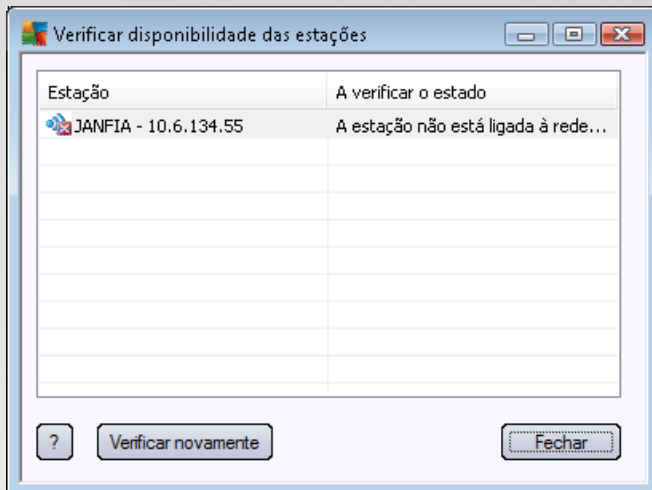 Verificar disponibilidade das estações
Estação A verificar o estado
JANFIA - 10.6.134.55 A estação não está ligada à rede...
? Verificar novamente Fechar